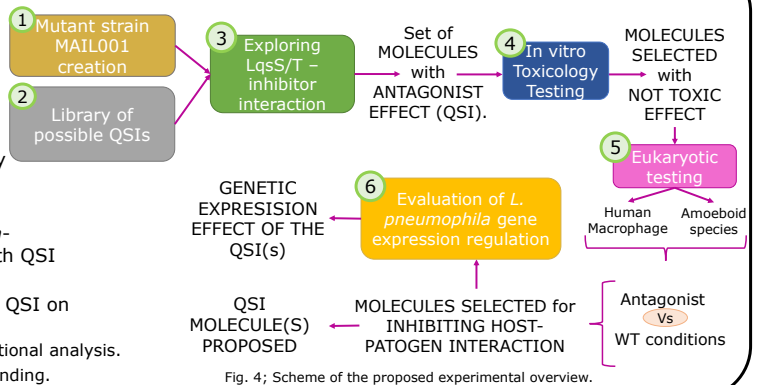 1
Mutant strain
MAIL001
creation
2
Library of
possible QSIs
3
Exploring
LqsS/T –
inhibitor
interaction
Set of
MOLECULES
with
ANTAGONIST
EFFECT (QSI).
4
In vitro
Toxicology
Testing
MOLECULES
SELECTED
with
NOT TOXIC
EFFECT
5
Eukaryotic
testing
Human
Macrophage
Amoeboid
species
6
Evaluation of L.
pneumophila gene
expression regulation
GENETIC
EXPRESISION
EFFECT OF THE
QSI(s)
QSI
MOLECULE(S)
PROPOSED
MOLECULES SELECTED for
INHIBITING HOST-
PATOGEN INTERACTION
Antagonist
Vs
WT conditions
QSI
QSI on
tional analysis.
nding.
Fig. 4; Scheme of the proposed experimental overview.